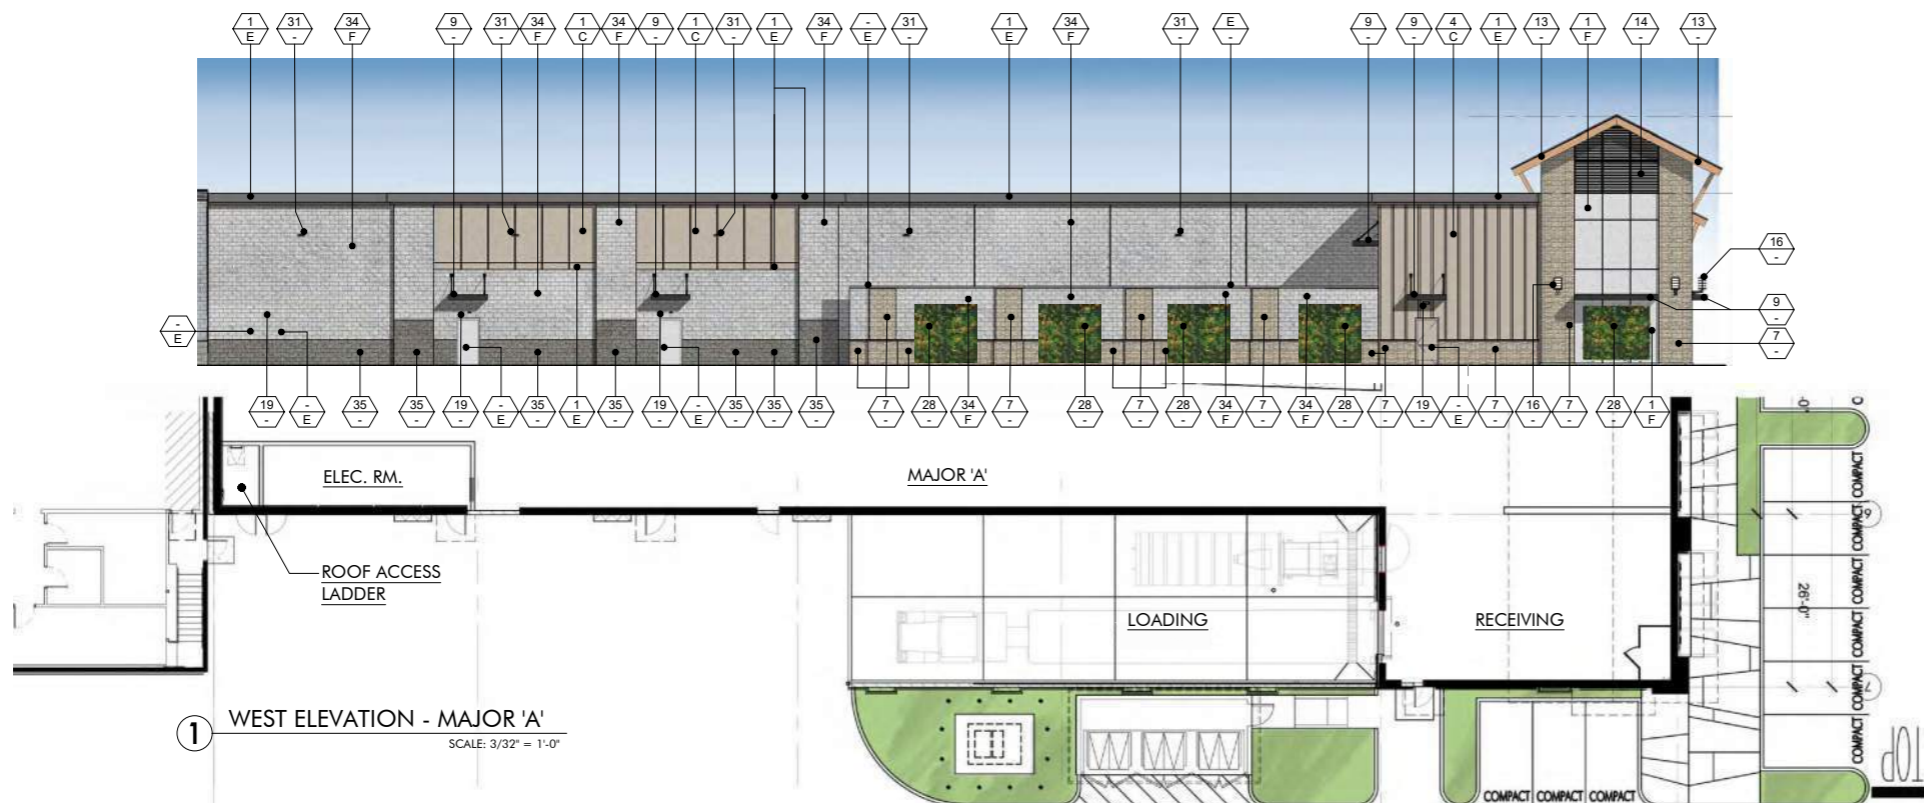 1 E
31 -
34 F
9 -
31 -
34 F
1 C
34 F
9 -
1 C
31 -
1 E
34 F
- E
31 -
1 E
34 F
31 -
E -
9 -
9 -
4 C
1 E
13 -
1 F
14 -
13 -
16 -
- E
9 -
7 -
19 -
- E
35 -
35 -
19 -
- E
35 -
1 E
35 -
19 -
- E
35 -
35 -
35 -
7 -
28 -
34 F
7 -
28 -
7 -
28 -
34 F
7 -
34 F
28 -
7 -
19 -
- E
7 -
16 -
7 -
28 -
1 F
ELEC. RM.
MAJOR 'A'
ROOF ACCESS
LADDER
LOADING
RECEIVING
26'-0"
COMPACT
COMPACT
COMPACT
COMPACT
COMPACT
COMPACT
7
1
WEST ELEVATION - MAJOR 'A'
SCALE: 3/32" = 1'-0"
COMPACT
COMPACT
COMPACT